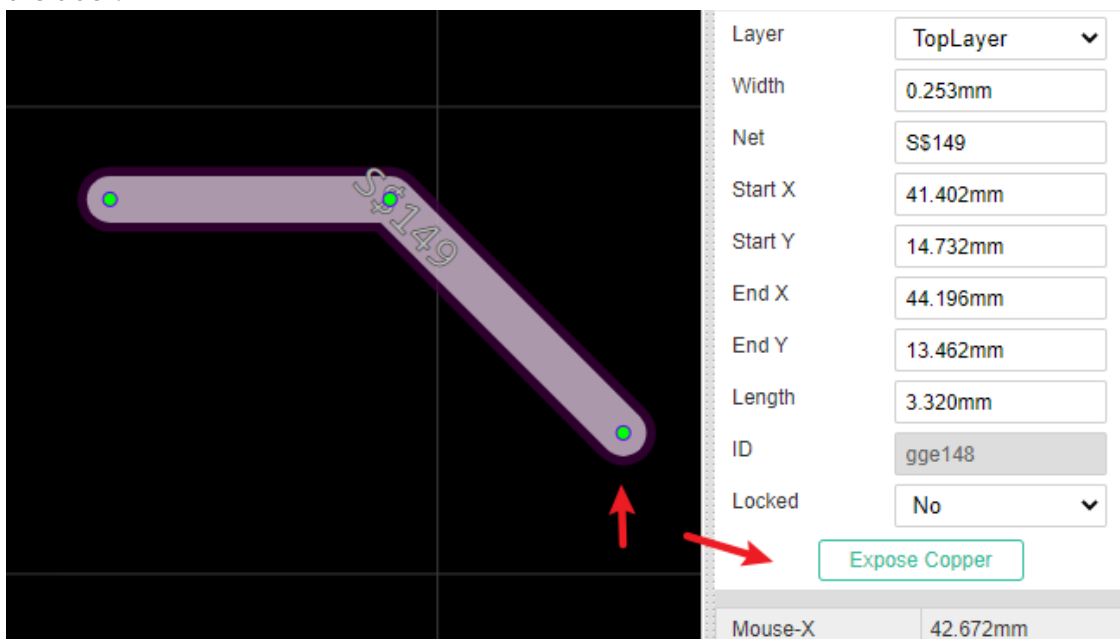 S$149
Layer TopLayer
Width 0.253mm
Net S$149
Start X 41.402mm
Start Y 14.732mm
End X 44.196mm
End Y 13.462mm
Length 3.320mm
ID gge148
Locked No
Expose Copper
Mouse-X 42.672mm